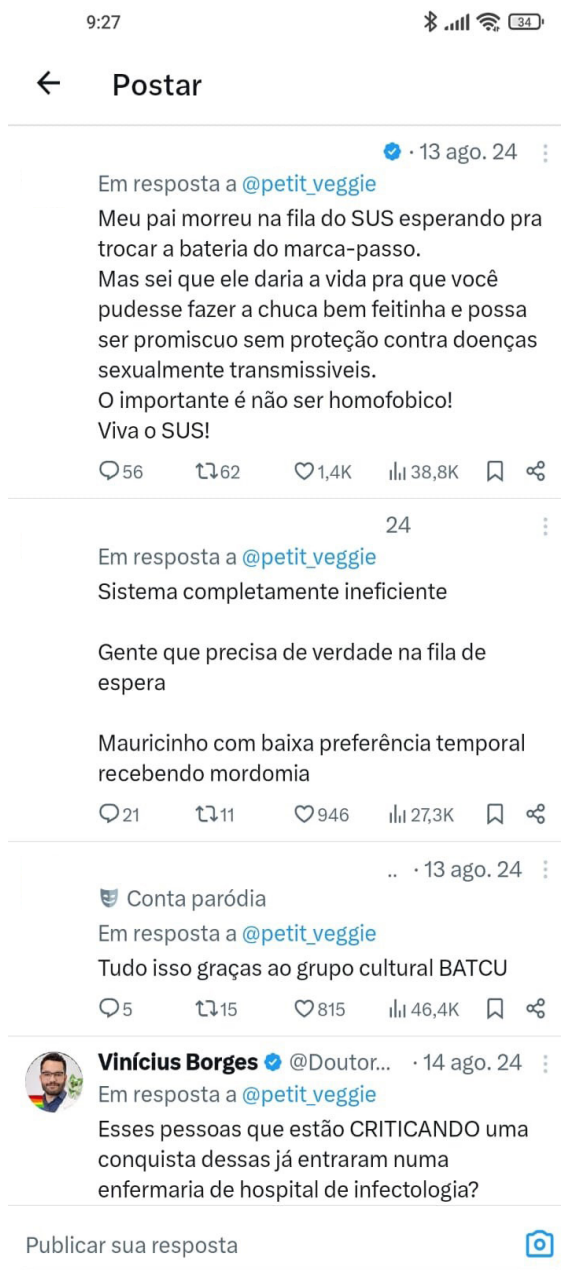 9:27
34
Postar
· 13 ago. 24
Em resposta a @petit_veggie
Meu pai morreu na fila do SUS esperando pra
trocar a bateria do marca-passo.
Mas sei que ele daria a vida pra que você
pudesse fazer a chuca bem feitinha e possa
ser promiscuo sem proteção contra doenças
sexualmente transmissiveis.
O importante é não ser homofobico!
Viva o SUS!
56 62 1,4K 38,8K
24
Em resposta a @petit_veggie
Sistema completamente ineficiente
Gente que precisa de verdade na fila de
espera
Mauricinho com baixa preferência temporal
recebendo mordomia
21 11 946 27,3K
.. · 13 ago. 24
Conta paródia
Em resposta a @petit_veggie
Tudo isso graças ao grupo cultural BATCU
5 15 815 46,4K
Vinícius Borges @Doutor... · 14 ago. 24
Em resposta a @petit_veggie
Esses pessoas que estão CRITICANDO uma
conquista dessas já entraram numa
enfermaria de hospital de infectologia?
Publicar sua resposta